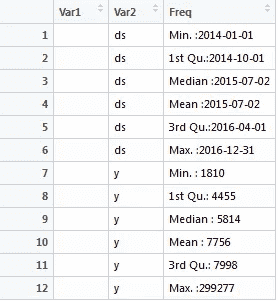 Var1 Var2 Freq
1 ds Min. :2014-01-01
2 ds 1st Qu.:2014-10-01
3 ds Median :2015-07-02
4 ds Mean :2015-07-02
5 ds 3rd Qu.:2016-04-01
6 ds Max. :2016-12-31
7 y Min. : 1810
8 y 1st Qu.: 4455
9 y Median : 5814
10 y Mean : 7756
11 y 3rd Qu.: 7998
12 y Max. :299277